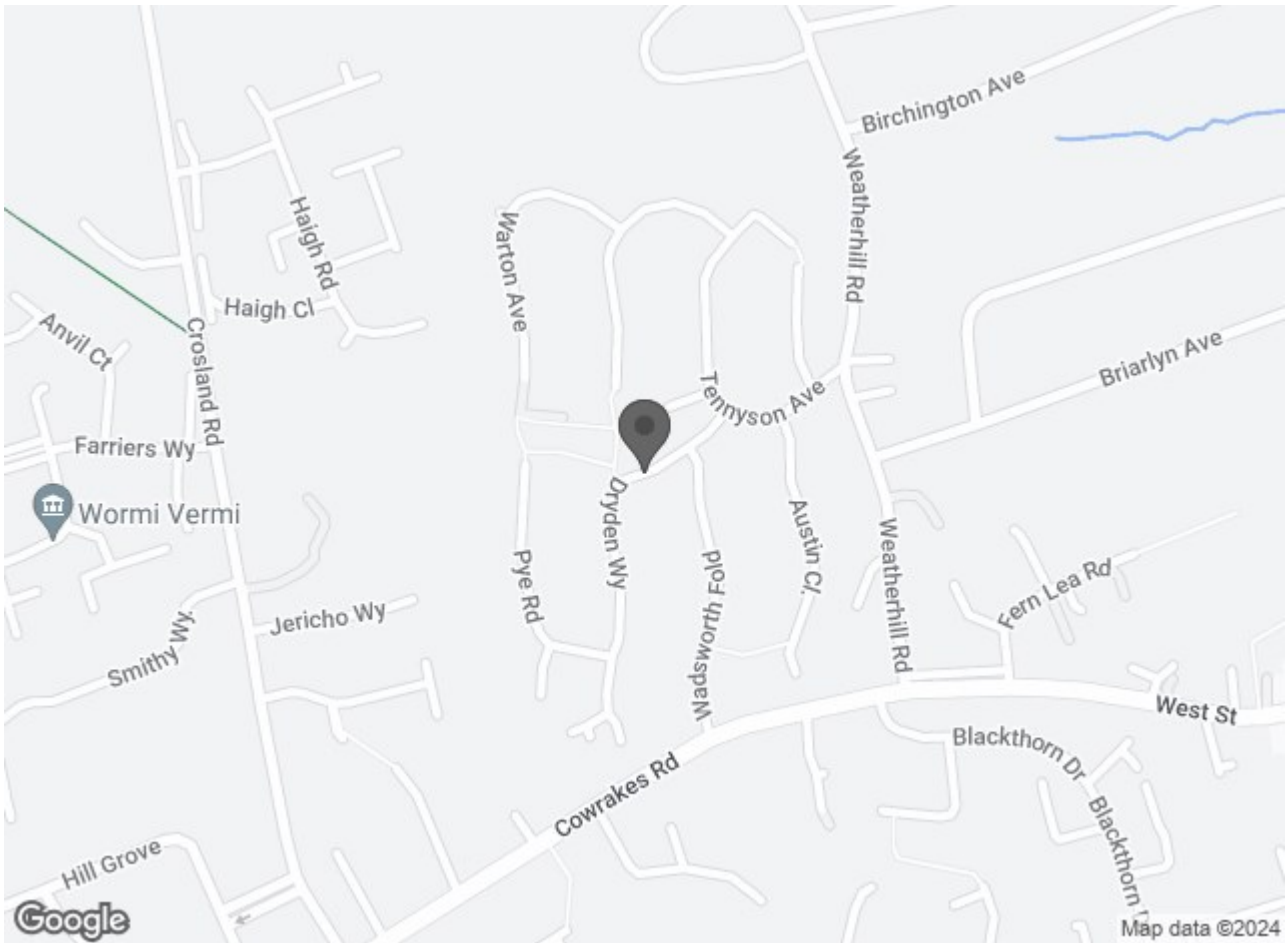 Birchington Ave
Weatherhill Rd
Haigh Rd
Warton Ave
Haigh Cl
Anvil Ct
Crosland Rd
Briarlyn Ave
Tennyson Ave
Farriers Wy
Wormi Vermi
Dryden Wy
Pye Rd
Austin Cl
Wapsworth Fold
Weatherhill Rd
Fern Lea Rd
Jericho Wy
Smithy Wy
West St
Blackthorn Dr
Cowrakes Rd
Blackthorn D
Hill Grove
Google
Map data ©2024